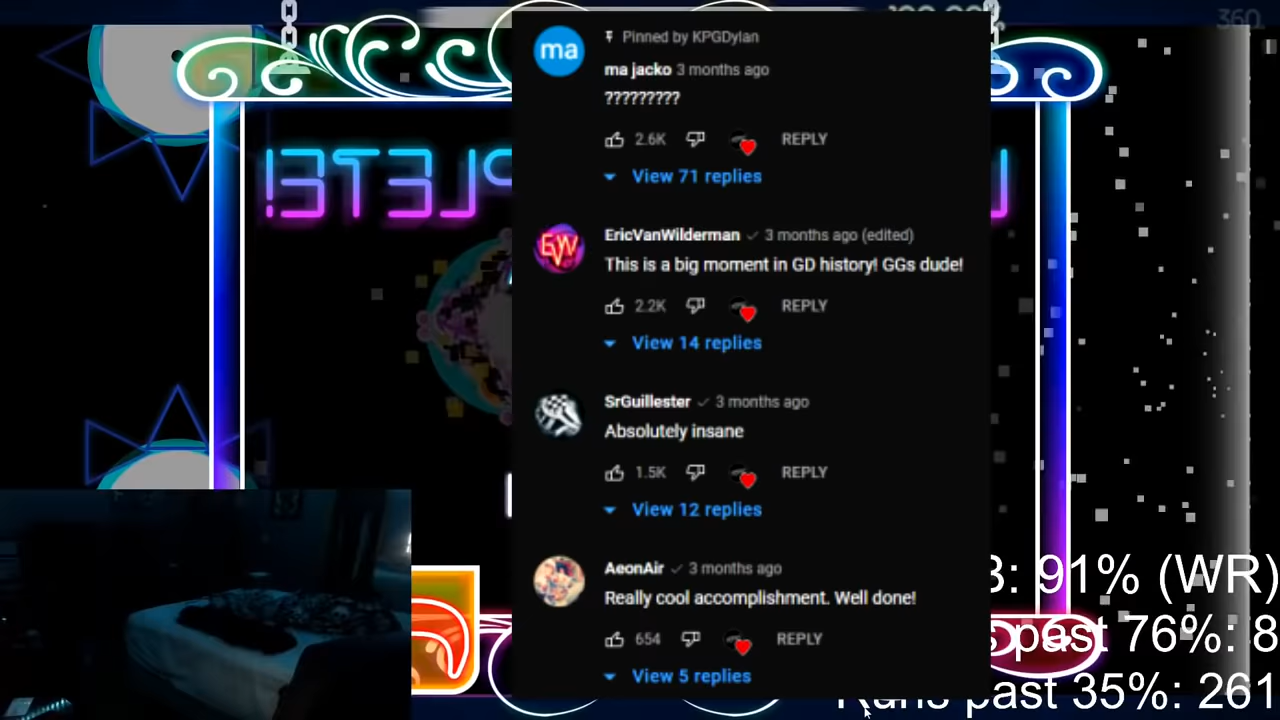 360
ma
Pinned by KPGDylan
ma jacko 3 months ago
?????????
2.6K REPLY
View 71 replies
EVW
EricVanWilderman 3 months ago (edited)
This is a big moment in GD history! GGs dude!
2.2K REPLY
View 14 replies
SrGuillester 3 months ago
Absolutely insane
1.5K REPLY
View 12 replies
AeonAir 3 months ago
Really cool accomplishment. Well done!
654 REPLY
View 5 replies
: 91% (WR)
past 76%: 8
past 35%: 261